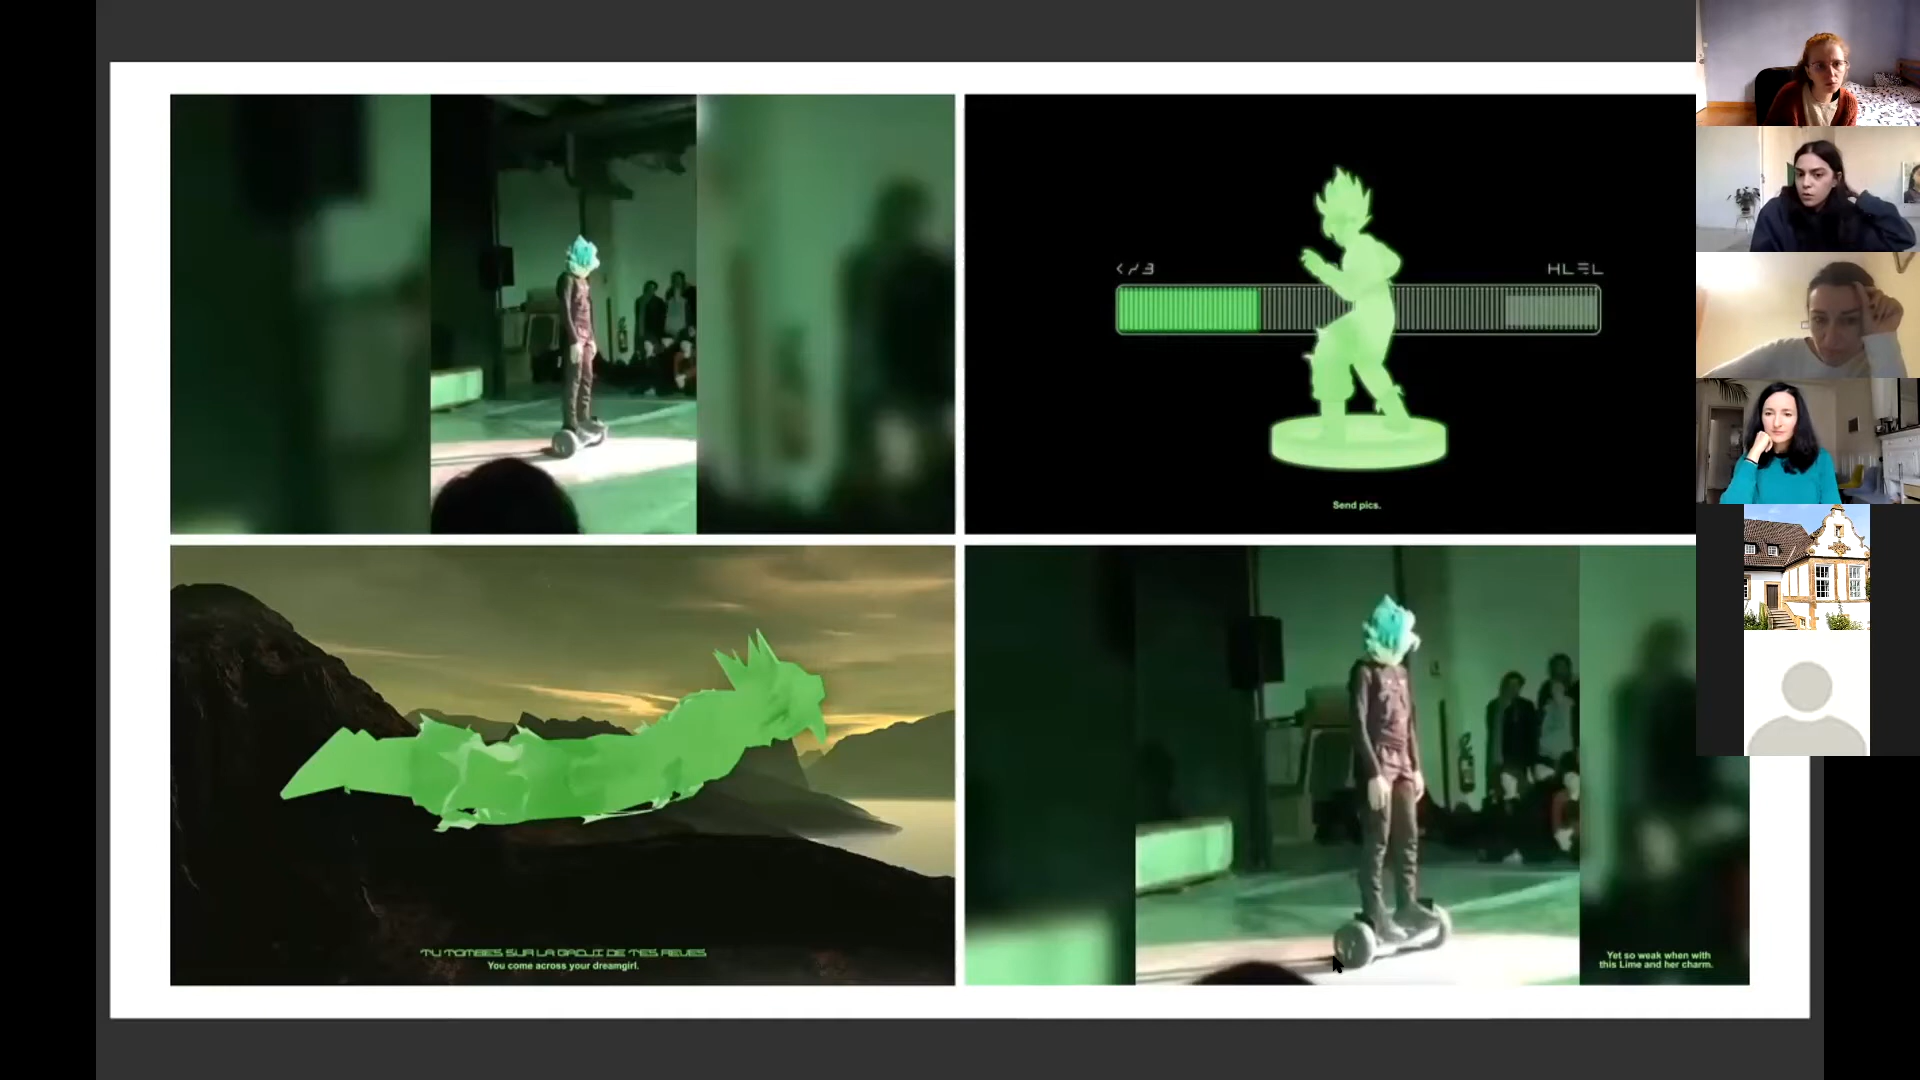 Send pics.
TU TOMBES SUR LA GADJI DE TES REVES
You come across your dreamgirl.
Yet so weak when with
this Lime and her charm.